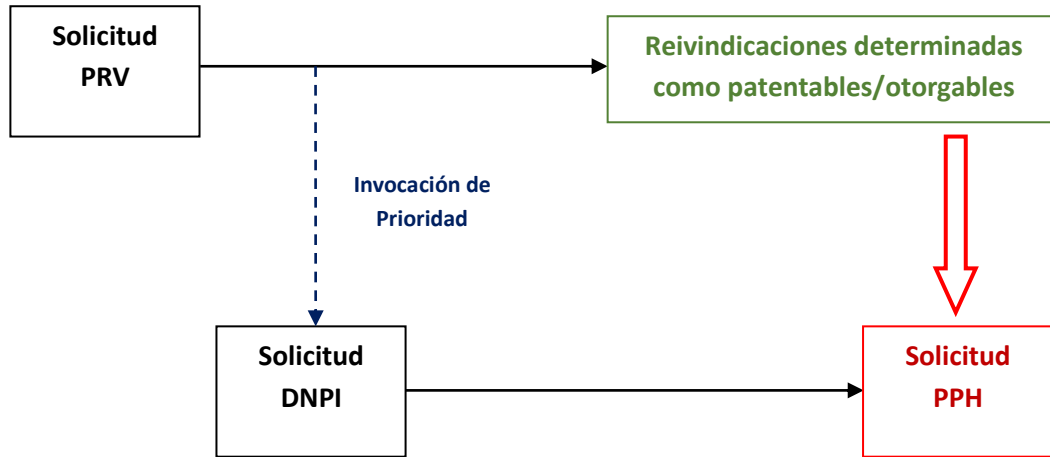 Solicitud
PRV
Reivindicaciones determinadas
como patentables/otorgables
Invocación de
Prioridad
Solicitud
DNPI
Solicitud
PPH